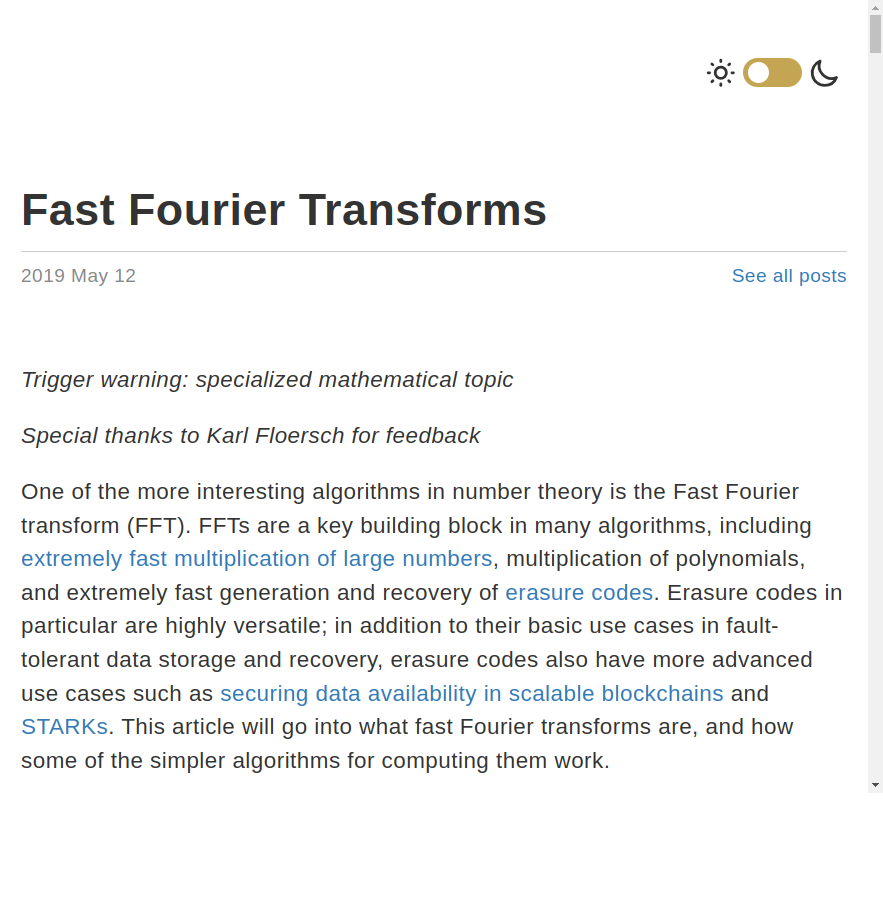 Fast Fourier Transforms
2019 May 12
See all posts
Trigger warning: specialized mathematical topic
Special thanks to Karl Floersch for feedback
One of the more interesting algorithms in number theory is the Fast Fourier
transform (FFT). FFTs are a key building block in many algorithms, including
extremely fast multiplication of large numbers, multiplication of polynomials,
and extremely fast generation and recovery of erasure codes. Erasure codes in
particular are highly versatile; in addition to their basic use cases in fault-
tolerant data storage and recovery, erasure codes also have more advanced
use cases such as securing data availability in scalable blockchains and
STARKs. This article will go into what fast Fourier transforms are, and how
some of the simpler algorithms for computing them work.